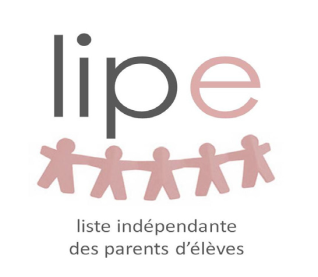 lipe
liste indépendante
des parents d'élèves